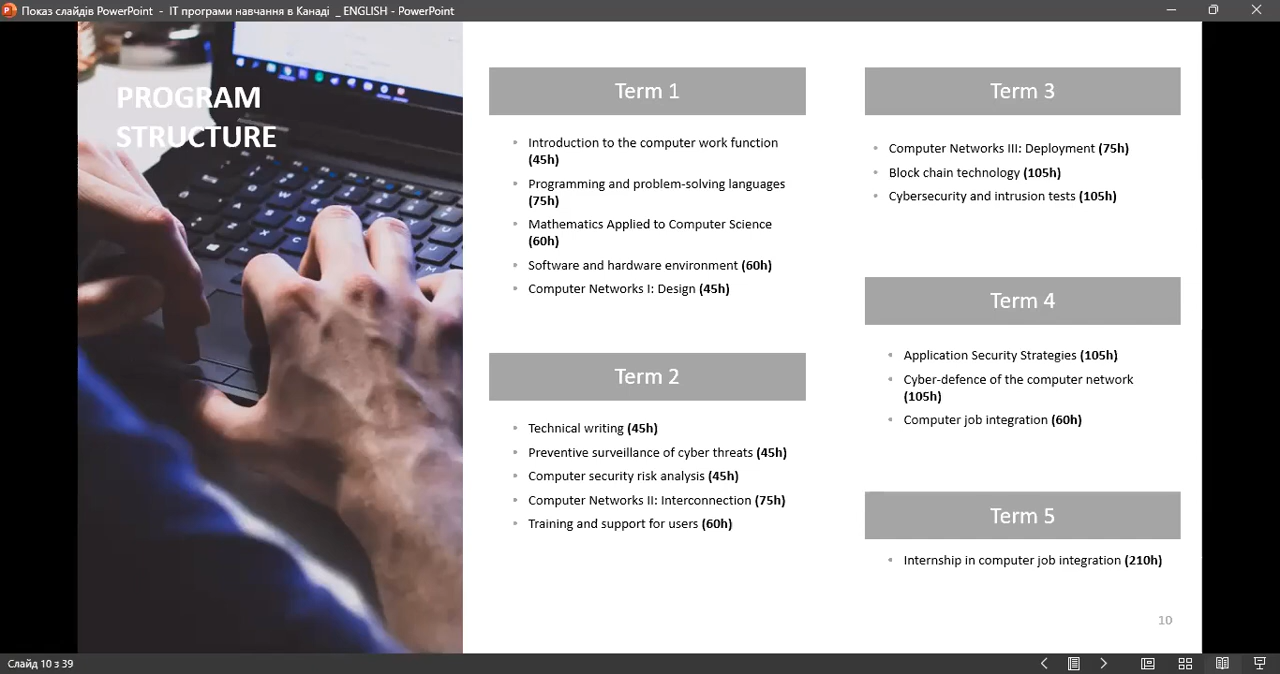 Показ слайдів PowerPoint - ІТ програми навчання в Канаді _ ENGLISH - PowerPoint
PROGRAM
STRUCTURE
Term 1
• Introduction to the computer work function
(45h)
• Programming and problem-solving languages
(75h)
• Mathematics Applied to Computer Science
(60h)
• Software and hardware environment (60h)
• Computer Networks I: Design (45h)
Term 2
• Technical writing (45h)
• Preventive surveillance of cyber threats (45h)
• Computer security risk analysis (45h)
• Computer Networks II: Interconnection (75h)
• Training and support for users (60h)
Term 3
• Computer Networks III: Deployment (75h)
• Block chain technology (105h)
• Cybersecurity and intrusion tests (105h)
Term 4
• Application Security Strategies (105h)
• Cyber-defence of the computer network
(105h)
• Computer job integration (60h)
Term 5
• Internship in computer job integration (210h)
10
Слайд 10 з 39